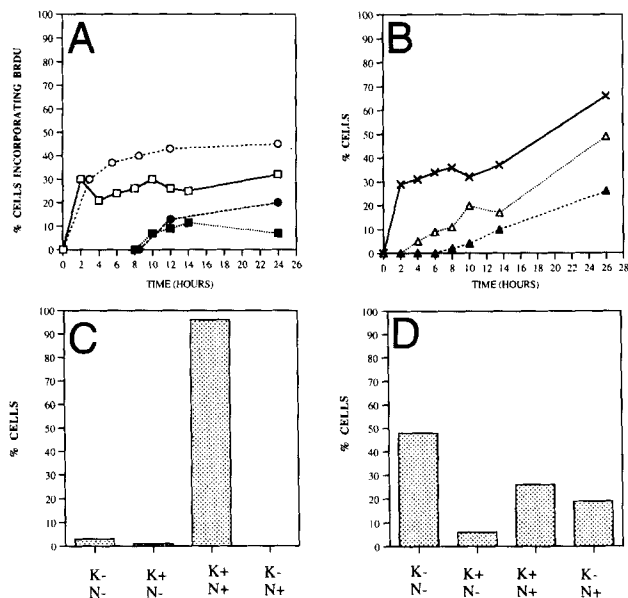 A
% CELLS INCORPORATING BRDU
100
90
80
70
60
50
40
30
20
10
0
0 2 4 6 8 10 12 14 16 18 20 22 24 26
TIME (HOURS)
B
% CELLS
100
90
80
70
60
50
40
30
20
10
0
0 2 4 6 8 10 12 14 16 18 20 22 24 26 28
TIME (HOURS)
C
% CELLS
100
90
80
70
60
50
40
30
20
10
0
K- K+ K+ K-
N- N- N+ N+
D
% CELLS
100
90
80
70
60
50
40
30
20
10
0
K- K+ K+ K-
N- N- N+ N+